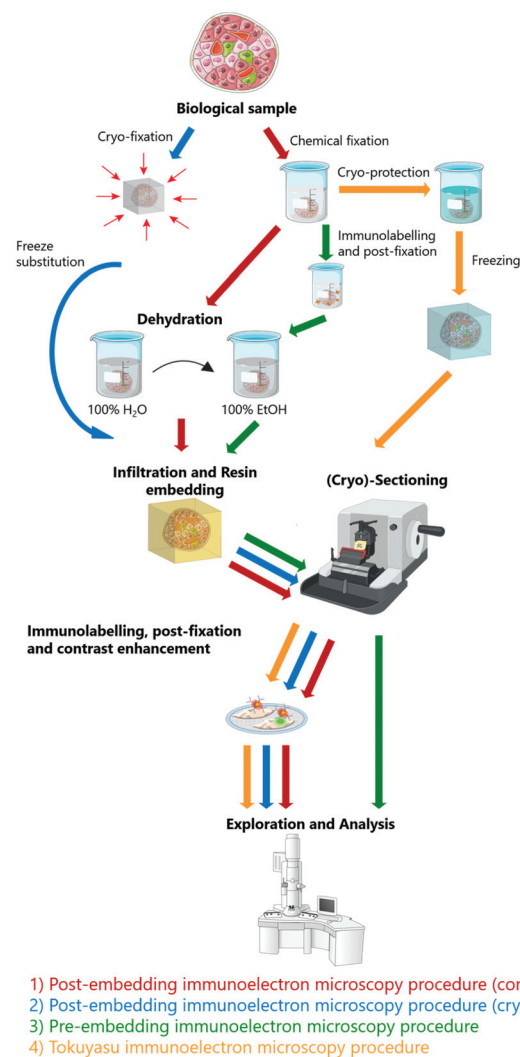 Biological sample
Cryo-fixation
Chemical fixation
Cryo-protection
Immunolabelling
and post-fixation
Freeze
substitution
Freezing
Dehydration
100% H₂O
100% EtOH
Infiltration and Resin
embedding
(Cryo)-Sectioning
Immunolabelling, post-fixation
and contrast enhancement
Exploration and Analysis
1) Post-embedding immunoelectron microscopy procedure
2) Post-embedding immunoelectron microscopy procedure
3) Pre-embedding immunoelectron microscopy procedure
4) Tokuyasu immunoelectron microscopy procedure